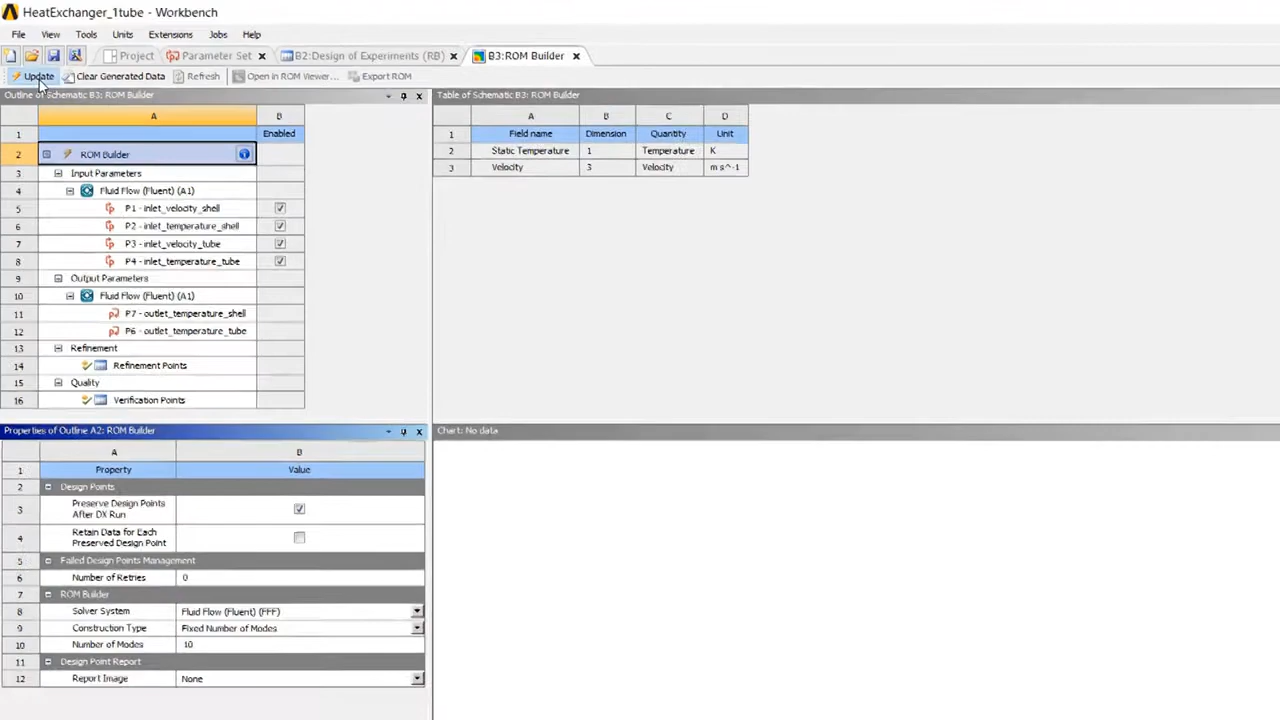 HeatExchanger_1tube - Workbench
File View Tools Units Extensions Jobs Help
Project Parameter Set B2:Design of Experiments (RB) B3:ROM Builder
Update Clear Generated Data Refresh Open in ROM Viewer... Export ROM
Outline of Schematic B3: ROM Builder
A B
1 Enabled
2 ROM Builder
3 Input Parameters
4 Fluid Flow (Fluent) (A1)
5 P1 - inlet_velocity_shell
6 P2 - inlet_temperature_shell
7 P3 - inlet_velocity_tube
8 P4 - inlet_temperature_tube
9 Output Parameters
10 Fluid Flow (Fluent) (A1)
11 P7 - outlet_temperature_shell
12 P6 - outlet_temperature_tube
13 Refinement
14 Refinement Points
15 Quality
16 Verification Points
Table of Schematic B3: ROM Builder
A B C D
1 Field name Dimension Quantity Unit
2 Static Temperature 1 Temperature K
3 Velocity 3 Velocity m s^-1
Properties of Outline A2: ROM Builder
A B
1 Property Value
2 Design Points
3 Preserve Design Points
After DX Run
4 Retain Data for Each
Preserved Design Point
5 Failed Design Points Management
6 Number of Retries 0
7 ROM Builder
8 Solver System Fluid Flow (Fluent) (FFF)
9 Construction Type Fixed Number of Modes
10 Number of Modes 10
11 Design Point Report
12 Report Image None
Chart: No data